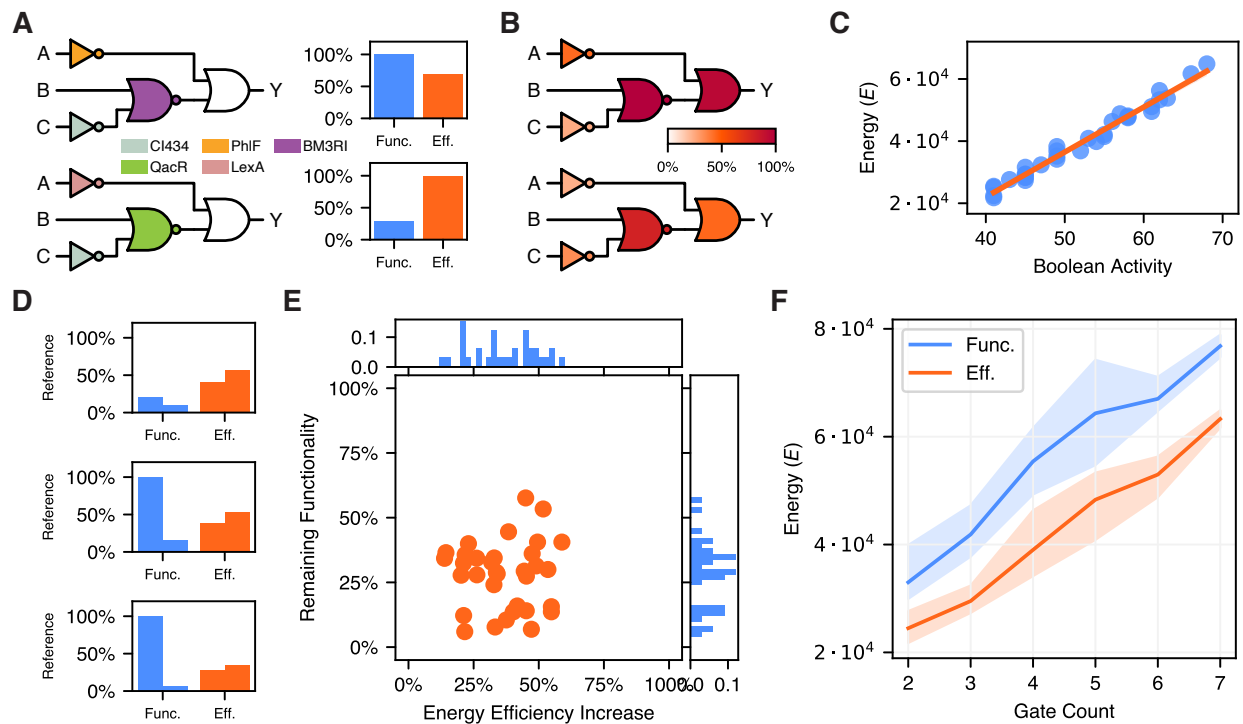 A
A
B
C
Y
100%
50%
0%
Func. Eff.
CI434 PhlF BM3RI
QacR LexA
A
B
C
Y
100%
50%
0%
Func. Eff.
B
A
B
C
Y
0% 50% 100%
A
B
C
Y
C
Energy (E)
6·10⁴
4·10⁴
2·10⁴
40 50 60 70
Boolean Activity
D
Reference
100%
50%
0%
Func. Eff.
Reference
100%
50%
0%
Func. Eff.
Reference
100%
50%
0%
Func. Eff.
E
0.1
0.0
Remaining Functionality
100%
75%
50%
25%
0%
0% 25% 50% 75% 100%
0.0 0.1
Energy Efficiency Increase
F
Energy (E)
8·10⁴
6·10⁴
4·10⁴
2·10⁴
Func.
Eff.
2 3 4 5 6 7
Gate Count